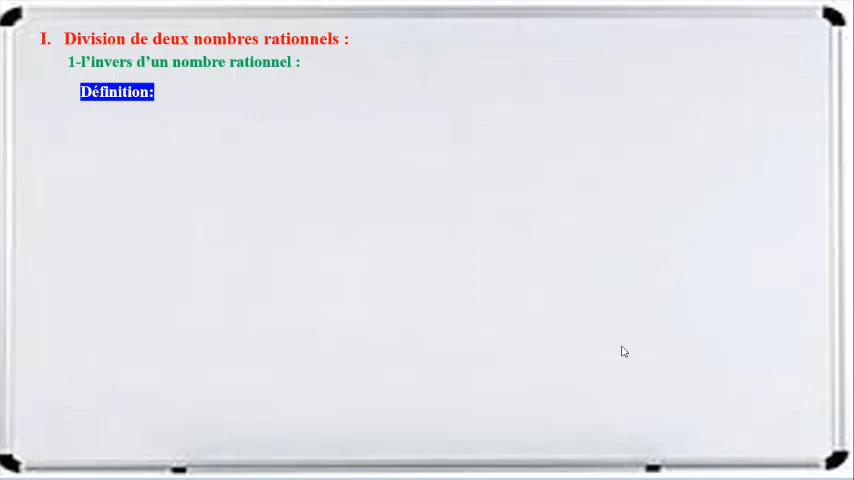 I. Division de deux nombres rationnels :
1-l’invers d’un nombre rationnel :
Définition: